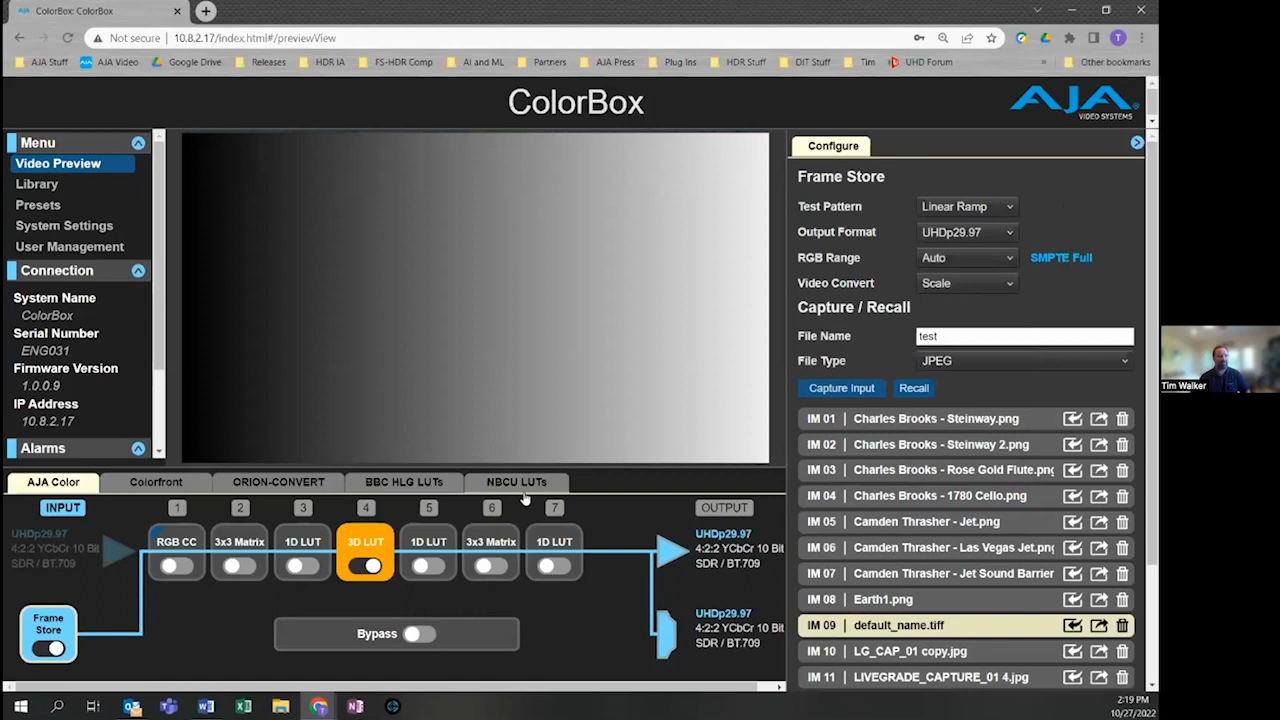 ColorBox: ColorBox
Not secure | 10.8.2.17/index.html#/previewView
T
AJA Stuff
AJA Video
Google Drive
Releases
HDR IA
FS-HDR Comp
AI and ML
Partners
AJA Press
Plug Ins
HDR Stuff
DIT Stuff
Tim
UHD Forum
»
Other bookmarks
ColorBox
AJA
VIDEO SYSTEMS
Menu
Video Preview
Library
Presets
System Settings
User Management
Connection
System Name
ColorBox
Serial Number
ENG031
Firmware Version
1.0.0.9
IP Address
10.8.2.17
Alarms
Configure
Frame Store
Test Pattern Linear Ramp
Output Format UHDp29.97
RGB Range Auto SMPTE Full
Video Convert Scale
Capture / Recall
File Name test
File Type JPEG
Capture Input Recall
IM 01 | Charles Brooks - Steinway.png
IM 02 | Charles Brooks - Steinway 2.png
IM 03 | Charles Brooks - Rose Gold Flute.png
IM 04 | Charles Brooks - 1780 Cello.png
IM 05 | Camden Thrasher - Jet.png
IM 06 | Camden Thrasher - Las Vegas Jet.png
IM 07 | Camden Thrasher - Jet Sound Barrier
IM 08 | Earth1.png
IM 09 | default_name.tiff
IM 10 | LG_CAP_01 copy.jpg
IM 11 | LIVEGRADE_CAPTURE_01 4.jpg
AJA Color
Colorfront
ORION-CONVERT
BBC HLG LUTs
NBCU LUTs
INPUT
1 2 3 4 5 6 7
OUTPUT
UHDp29.97
4:2:2 YCbCr 10 Bit
SDR / BT.709
RGB CC
3x3 Matrix
1D LUT
3D LUT
1D LUT
3x3 Matrix
1D LUT
UHDp29.97
4:2:2 YCbCr 10 Bit
SDR / BT.709
Frame
Store
Bypass
UHDp29.97
4:2:2 YCbCr 10 Bit
SDR / BT.709
Tim Walker
2:19 PM
10/27/2022